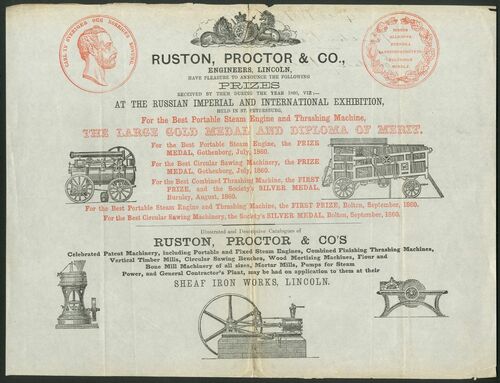 CARL XV SVERIGES OCH NORRIGES KONUNG.
RUSTON, PROCTOR & CO.,
ENGINEERS, LINCOLN,
HAVE PLEASURE TO ANNOUNCE THE FOLLOWING
PRIZES
RECEIVED BY THEM DURING THE YEAR 1860, VIZ:—
AT THE RUSSIAN IMPERIAL AND INTERNATIONAL EXHIBITION,
HELD IN ST. PETERSBURG,
For the Best Portable Steam Engine and Thrashing Machine,
THE LARGE GOLD MEDAL AND DIPLOMA OF MERIT.
For the Best Portable Steam Engine, the PRIZE
MEDAL, Gothenborg, July, 1860.
For the Best Circular Sawing Machinery, the PRIZE
MEDAL, Gothenborg, July, 1860.
For the Best Combined Thrashing Machine, the FIRST
PRIZE, and the Society's SILVER MEDAL,
Burnley, August, 1860.
For the Best Portable Steam Engine and Thrashing Machine, the FIRST PRIZE, Bolton, September, 1860.
For the Best Circular Sawing Machinery, the Society's SILVER MEDAL, Bolton, September, 1860.
Illustrated and Descriptive Catalogues of
RUSTON, PROCTOR & CO'S
Celebrated Patent Machinery, including Portable and Fixed Steam Engines, Combined Finishing Thrashing Machines,
Vertical Timber Mills, Circular Sawing Benches, Wood Mortising Machines, Flour and
Bone Mill Machinery of all sizes, Mortar Mills, Pumps for Steam
Power, and General Contractor's Plant, may be had on application to them at their
SHEAF IRON WORKS, LINCOLN.